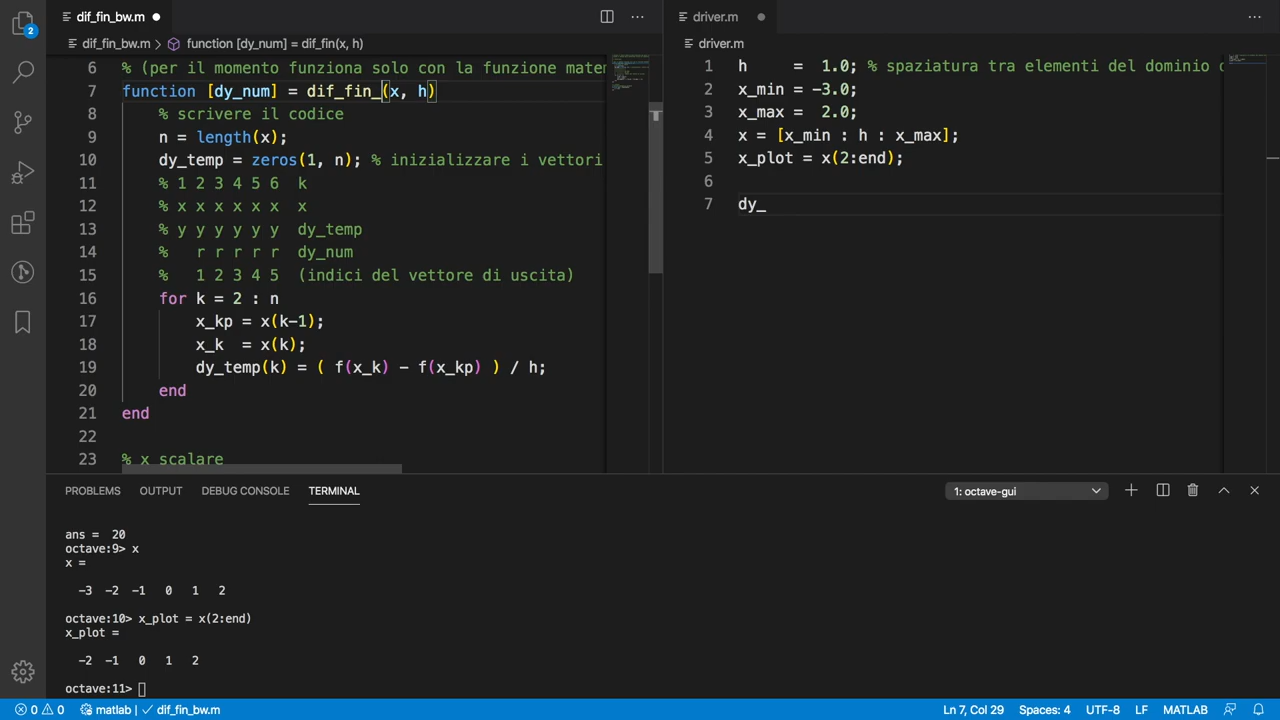 dif_fin_bw.m
driver.m
dif_fin_bw.m function [dy_num] = dif_fin(x, h)
driver.m
6 % (per il momento funziona solo con la funzione mate
7 function [dy_num] = dif_fin_(x, h)
8 % scrivere il codice
9 n = length(x);
10 dy_temp = zeros(1, n); % inizializzare i vettori
11 % 1 2 3 4 5 6 k
12 % x x x x x x x
13 % y y y y y y dy_temp
14 % r r r r r dy_num
15 % 1 2 3 4 5 (indici del vettore di uscita)
16 for k = 2 : n
17 x_kp = x(k-1);
18 x_k = x(k);
19 dy_temp(k) = ( f(x_k) - f(x_kp) ) / h;
20 end
21 end
22
23 % x scalare
1 h = 1.0; % spaziatura tra elementi del dominio
2 x_min = -3.0;
3 x_max = 2.0;
4 x = [x_min : h : x_max];
5 x_plot = x(2:end);
6
7 dy_
2
PROBLEMS OUTPUT DEBUG CONSOLE TERMINAL
1: octave-gui
ans = 20
octave:9> x
x =
-3 -2 -1 0 1 2
octave:10> x_plot = x(2:end)
x_plot =
-2 -1 0 1 2
octave:11>
0 0 matlab dif_fin_bw.m
Ln 7, Col 29 Spaces: 4 UTF-8 LF MATLAB